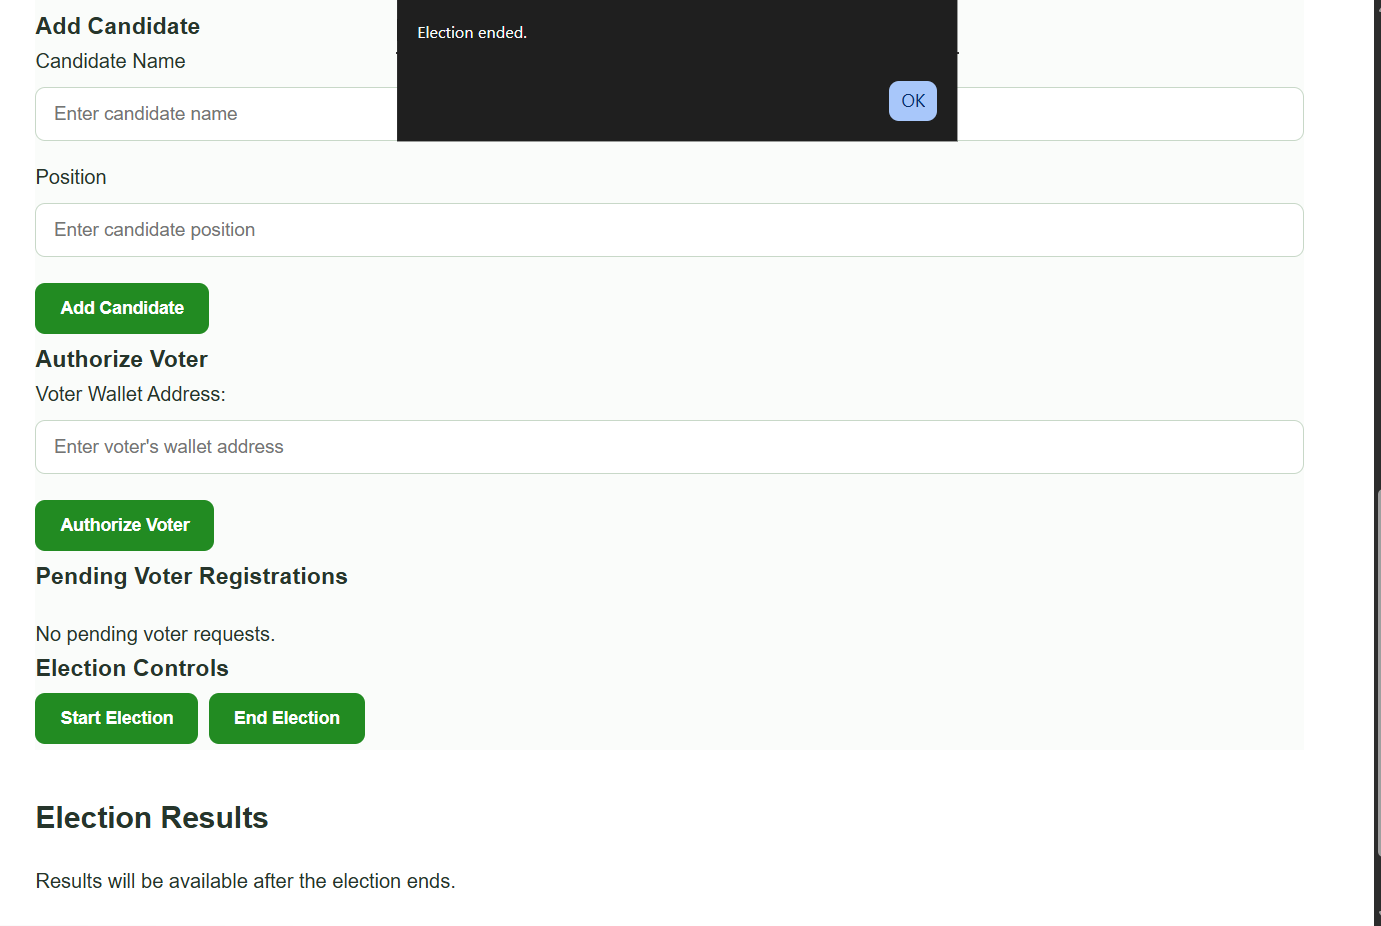 Election ended.
OK
Add Candidate
Candidate Name
Enter candidate name
Position
Enter candidate position
Add Candidate
Authorize Voter
Voter Wallet Address:
Enter voter's wallet address
Authorize Voter
Pending Voter Registrations
No pending voter requests.
Election Controls
Start Election End Election
Election Results
Results will be available after the election ends.